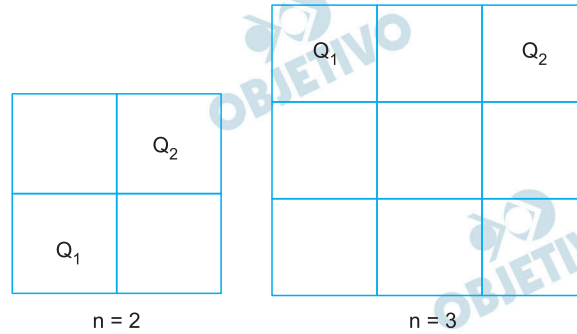 Q₁ Q₂
OBJETIVO
Q₂
Q₁
OBJETIVO
n = 2 n = 3